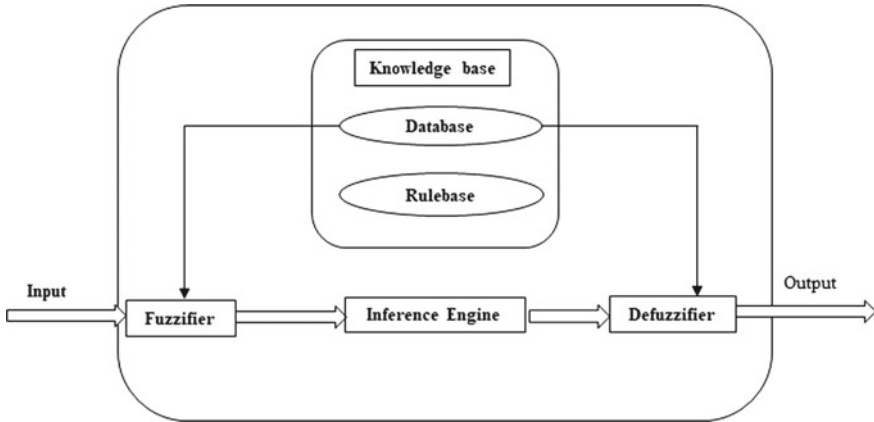 Knowledge base
Database
Rulebase
Input
Output
Fuzzifier
Inference Engine
Defuzzifier